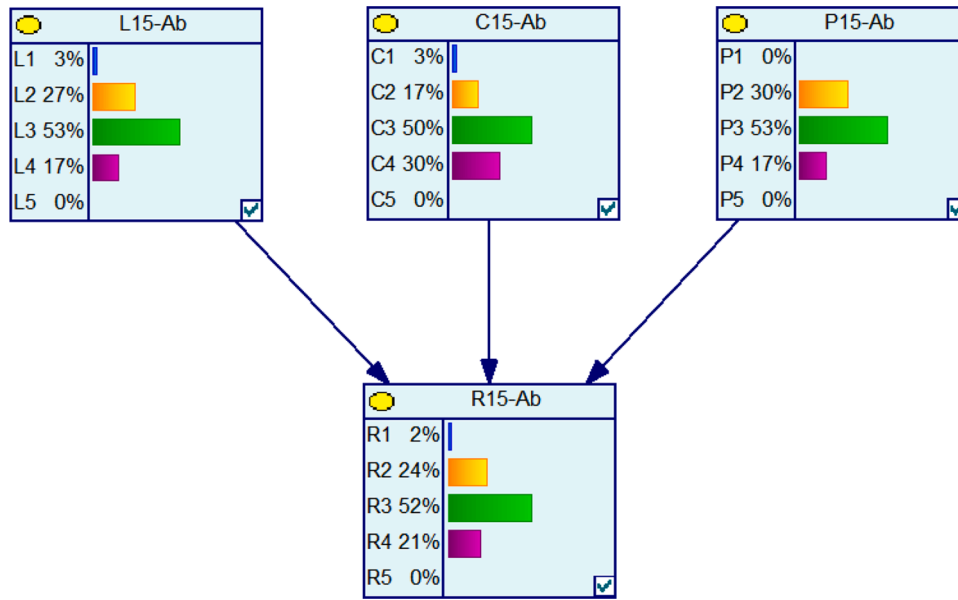 L15-Ab
L1 3%
L2 27%
L3 53%
L4 17%
L5 0%
C15-Ab
C1 3%
C2 17%
C3 50%
C4 30%
C5 0%
P15-Ab
P1 0%
P2 30%
P3 53%
P4 17%
P5 0%
R15-Ab
R1 2%
R2 24%
R3 52%
R4 21%
R5 0%